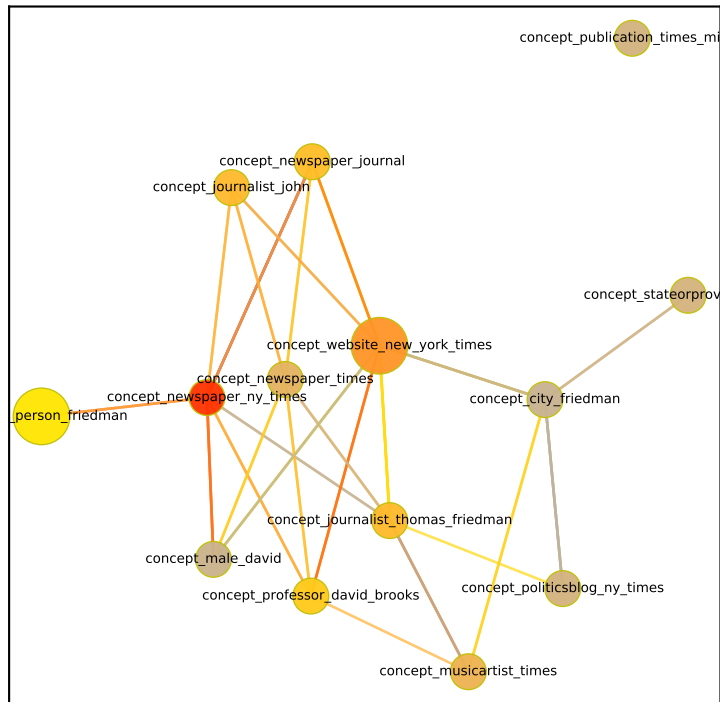 concept_publication_times_mi
concept_newspaper_journal
concept_journalist_john
concept_stateorprov
concept_website_new_york_times
concept_newspaper_times
concept_newspaper_ny_times
concept_city_friedman
_person_friedman
concept_journalist_thomas_friedman
concept_male_david
concept_politicsblog_ny_times
concept_professor_david_brooks
concept_musicartist_times